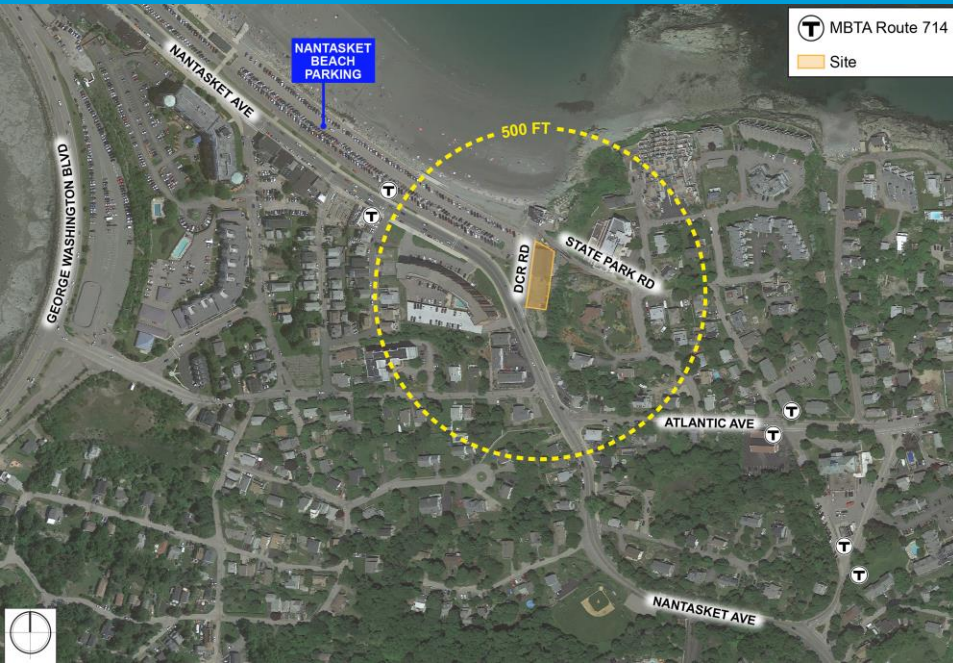 T MBTA Route 714
Site
NANTASKET
BEACH
PARKING
NANTASKET AVE
GEORGE WASHINGTON BLVD
500 FT
T
T
DCR RD
STATE PARK RD
ATLANTIC AVE
T
T
T
T
NANTASKET AVE